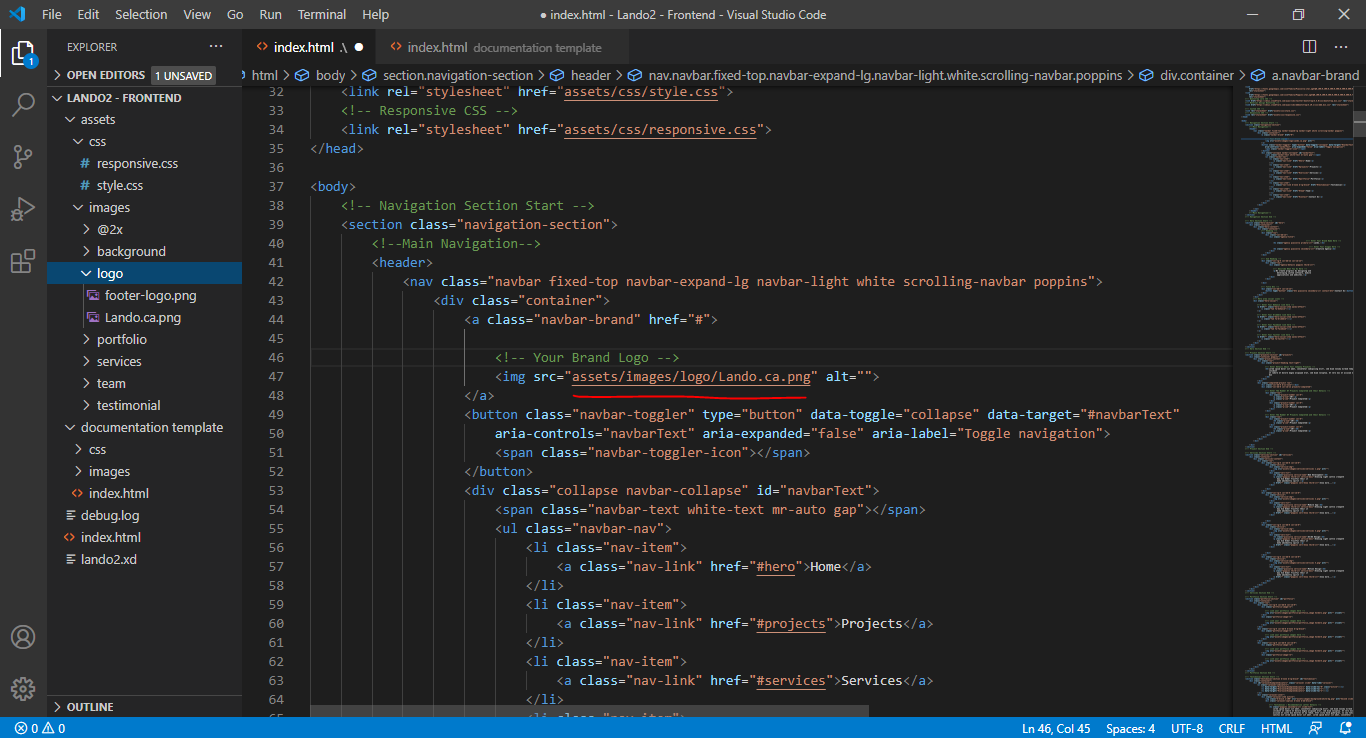 File Edit Selection View Go Run Terminal Help ● index.html - Lando2 - Frontend - Visual Studio Code
EXPLORER ···
index.html .\ ●
index.html documentation template
OPEN EDITORS 1 UNSAVED
html > body > section.navigation-section > header > nav.navbar.fixed-top.navbar-expand-lg.navbar-light.white.scrolling-navbar.poppins > div.container > a.navbar-brand
1
LANDO2 - FRONTEND
assets
css
# responsive.css
# style.css
images
@2x
background
logo
footer-logo.png
Lando.ca.png
portfolio
services
team
testimonial
documentation template
css
images
<> index.html
debug.log
<> index.html
lando2.xd
OUTLINE
32 <link rel="stylesheet" href="assets/css/style.css">
33 <!-- Responsive CSS -->
34 <link rel="stylesheet" href="assets/css/responsive.css">
35 </head>
36
37 <body>
38 <!-- Navigation Section Start -->
39 <section class="navigation-section">
40 <!--Main Navigation-->
41 <header>
42 <nav class="navbar fixed-top navbar-expand-lg navbar-light white scrolling-navbar poppins">
43 <div class="container">
44 <a class="navbar-brand" href="#">
45
46 <!-- Your Brand Logo -->
47 <img src="assets/images/logo/Lando.ca.png" alt="">
48 </a>
49 <button class="navbar-toggler" type="button" data-toggle="collapse" data-target="#navbarText"
50 aria-controls="navbarText" aria-expanded="false" aria-label="Toggle navigation">
51 <span class="navbar-toggler-icon"></span>
52 </button>
53 <div class="collapse navbar-collapse" id="navbarText">
54 <span class="navbar-text white-text mr-auto gap"></span>
55 <ul class="navbar-nav">
56 <li class="nav-item">
57 <a class="nav-link" href="#hero">Home</a>
58 </li>
59 <li class="nav-item">
60 <a class="nav-link" href="#projects">Projects</a>
61 </li>
62 <li class="nav-item">
63 <a class="nav-link" href="#services">Services</a>
64 </li>
65 <li class="nav-item">
0 0 Ln 46, Col 45 Spaces: 4 UTF-8 CRLF HTML